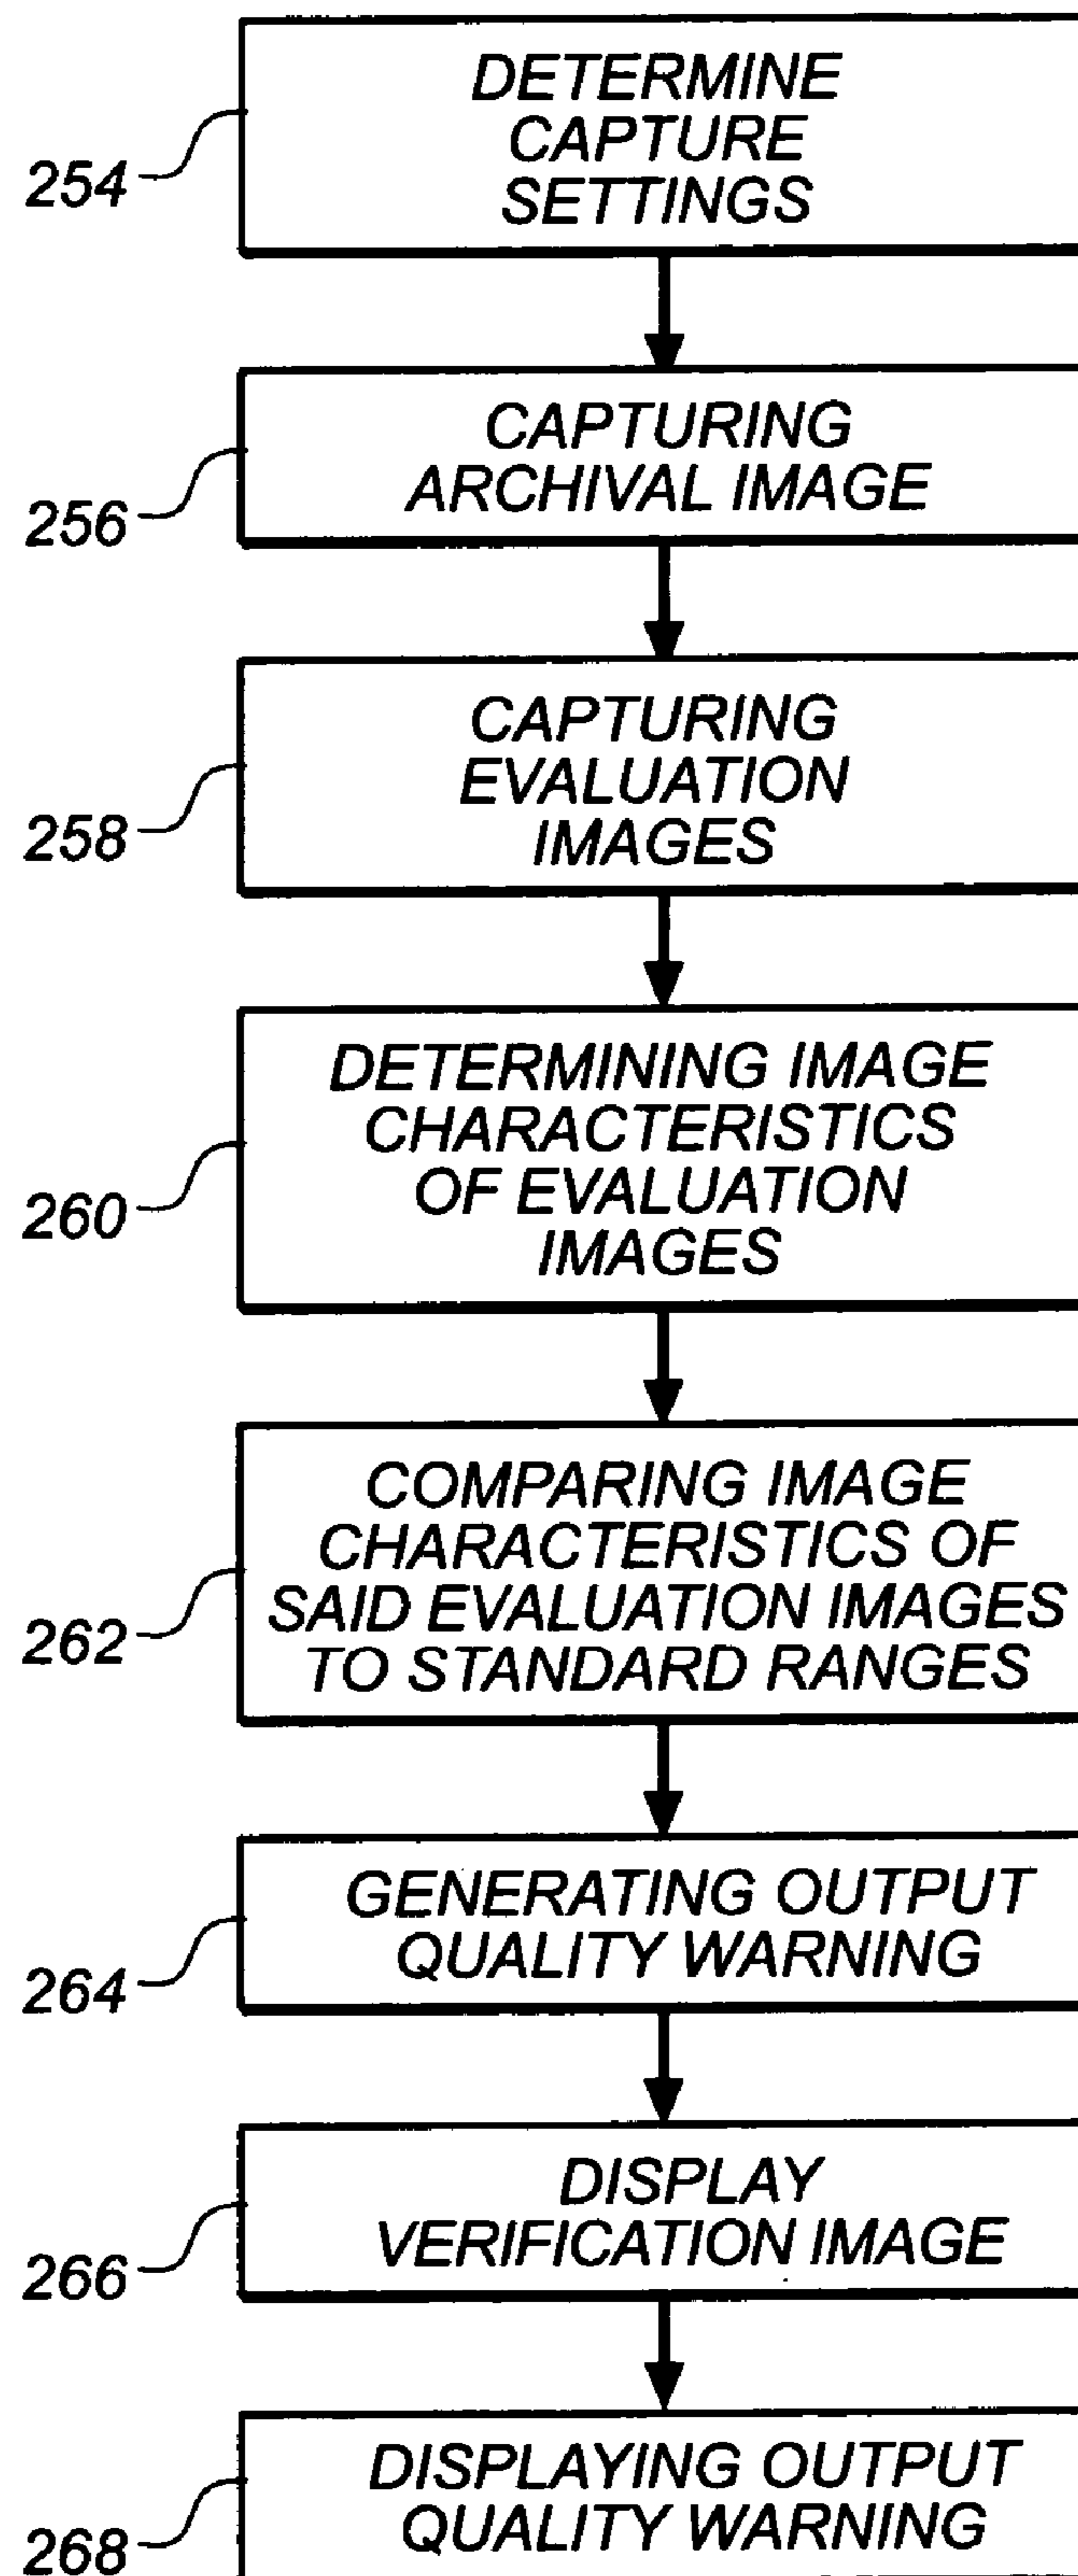 DETERMINE
CAPTURE
SETTINGS
254
CAPTURING
ARCHIVAL IMAGE
256
CAPTURING
EVALUATION
IMAGES
258
DETERMINING IMAGE
CHARACTERISTICS
OF EVALUATION
IMAGES
260
COMPARING IMAGE
CHARACTERISTICS OF
SAID EVALUATION IMAGES
TO STANDARD RANGES
262
GENERATING OUTPUT
QUALITY WARNING
264
DISPLAY
VERIFICATION IMAGE
266
DISPLAYING OUTPUT
QUALITY WARNING
268